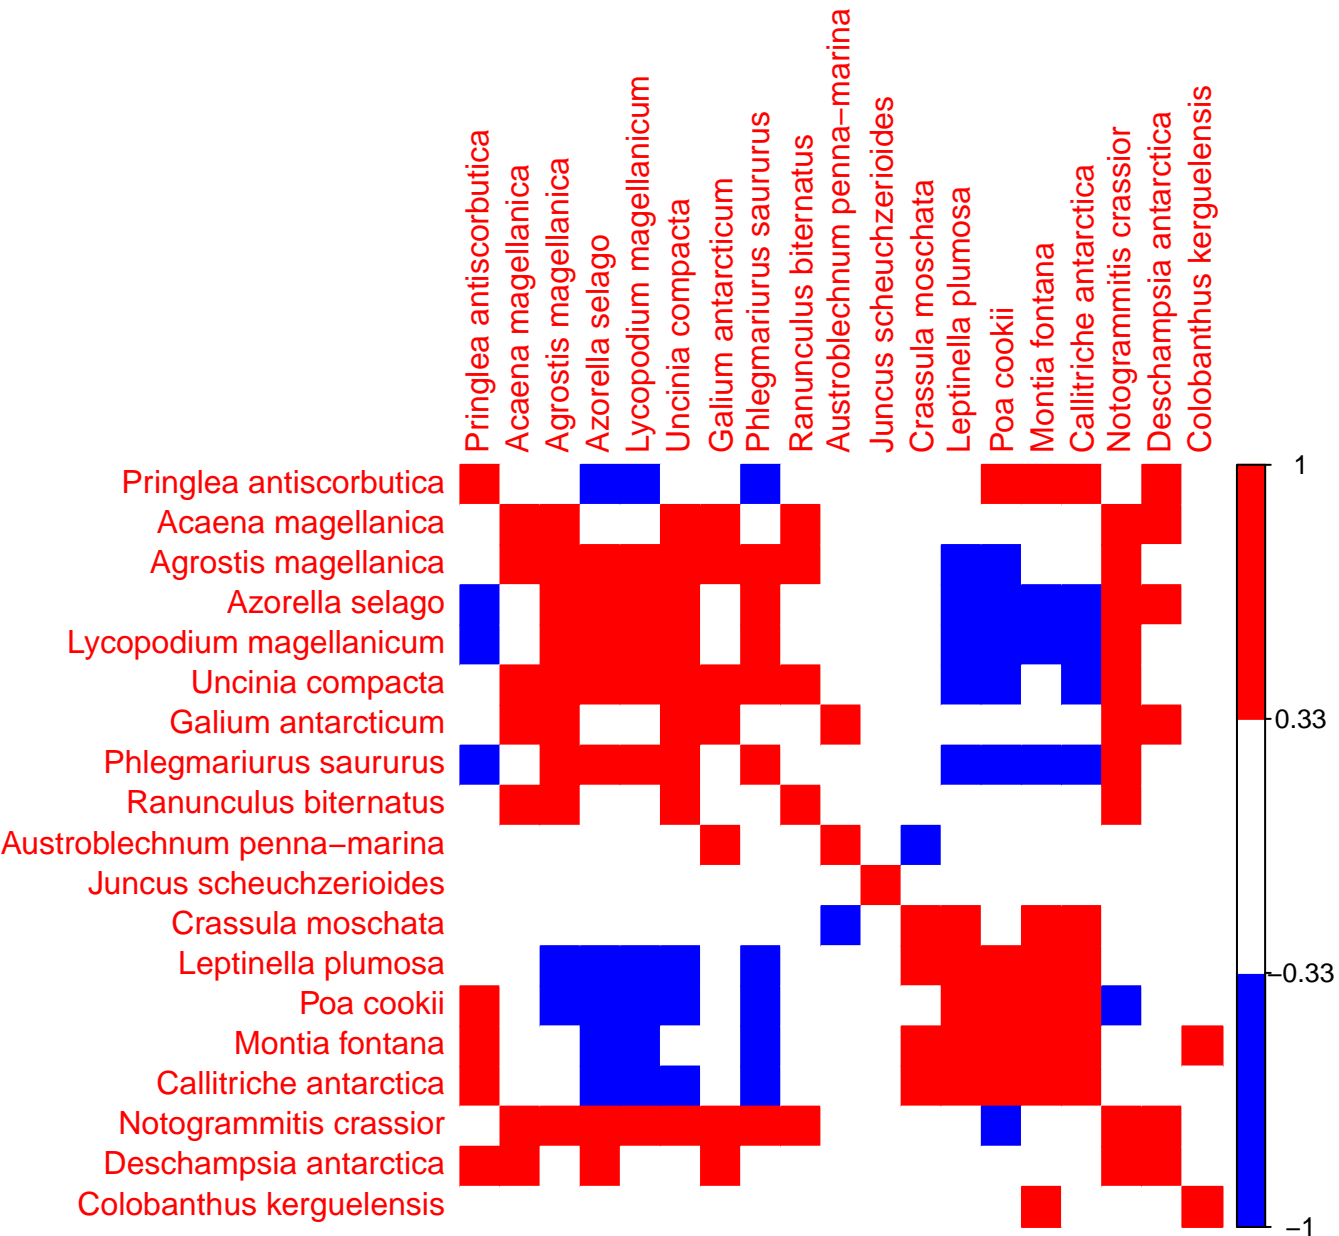 Pringlea antiscorbutica
Acaena magellanica
Agrostis magellanica
Azorella selago
Lycopodium magellanicum
Uncinia compacta
Galium antarcticum
Phlegmariurus saururus
Ranunculus biternatus
Austroblechnum penna−marina
Juncus scheuchzerioides
Crassula moschata
Leptinella plumosa
Poa cookii
Montia fontana
Callitriche antarctica
Notogrammitis crassior
Deschampsia antarctica
Colobanthus kerguelensis
Pringlea antiscorbutica
Acaena magellanica
Agrostis magellanica
Azorella selago
Lycopodium magellanicum
Uncinia compacta
Galium antarcticum
Phlegmariurus saururus
Ranunculus biternatus
Austroblechnum penna−marina
Juncus scheuchzerioides
Crassula moschata
Leptinella plumosa
Poa cookii
Montia fontana
Callitriche antarctica
Notogrammitis crassior
Deschampsia antarctica
Colobanthus kerguelensis
1
0.33
−0.33
−1